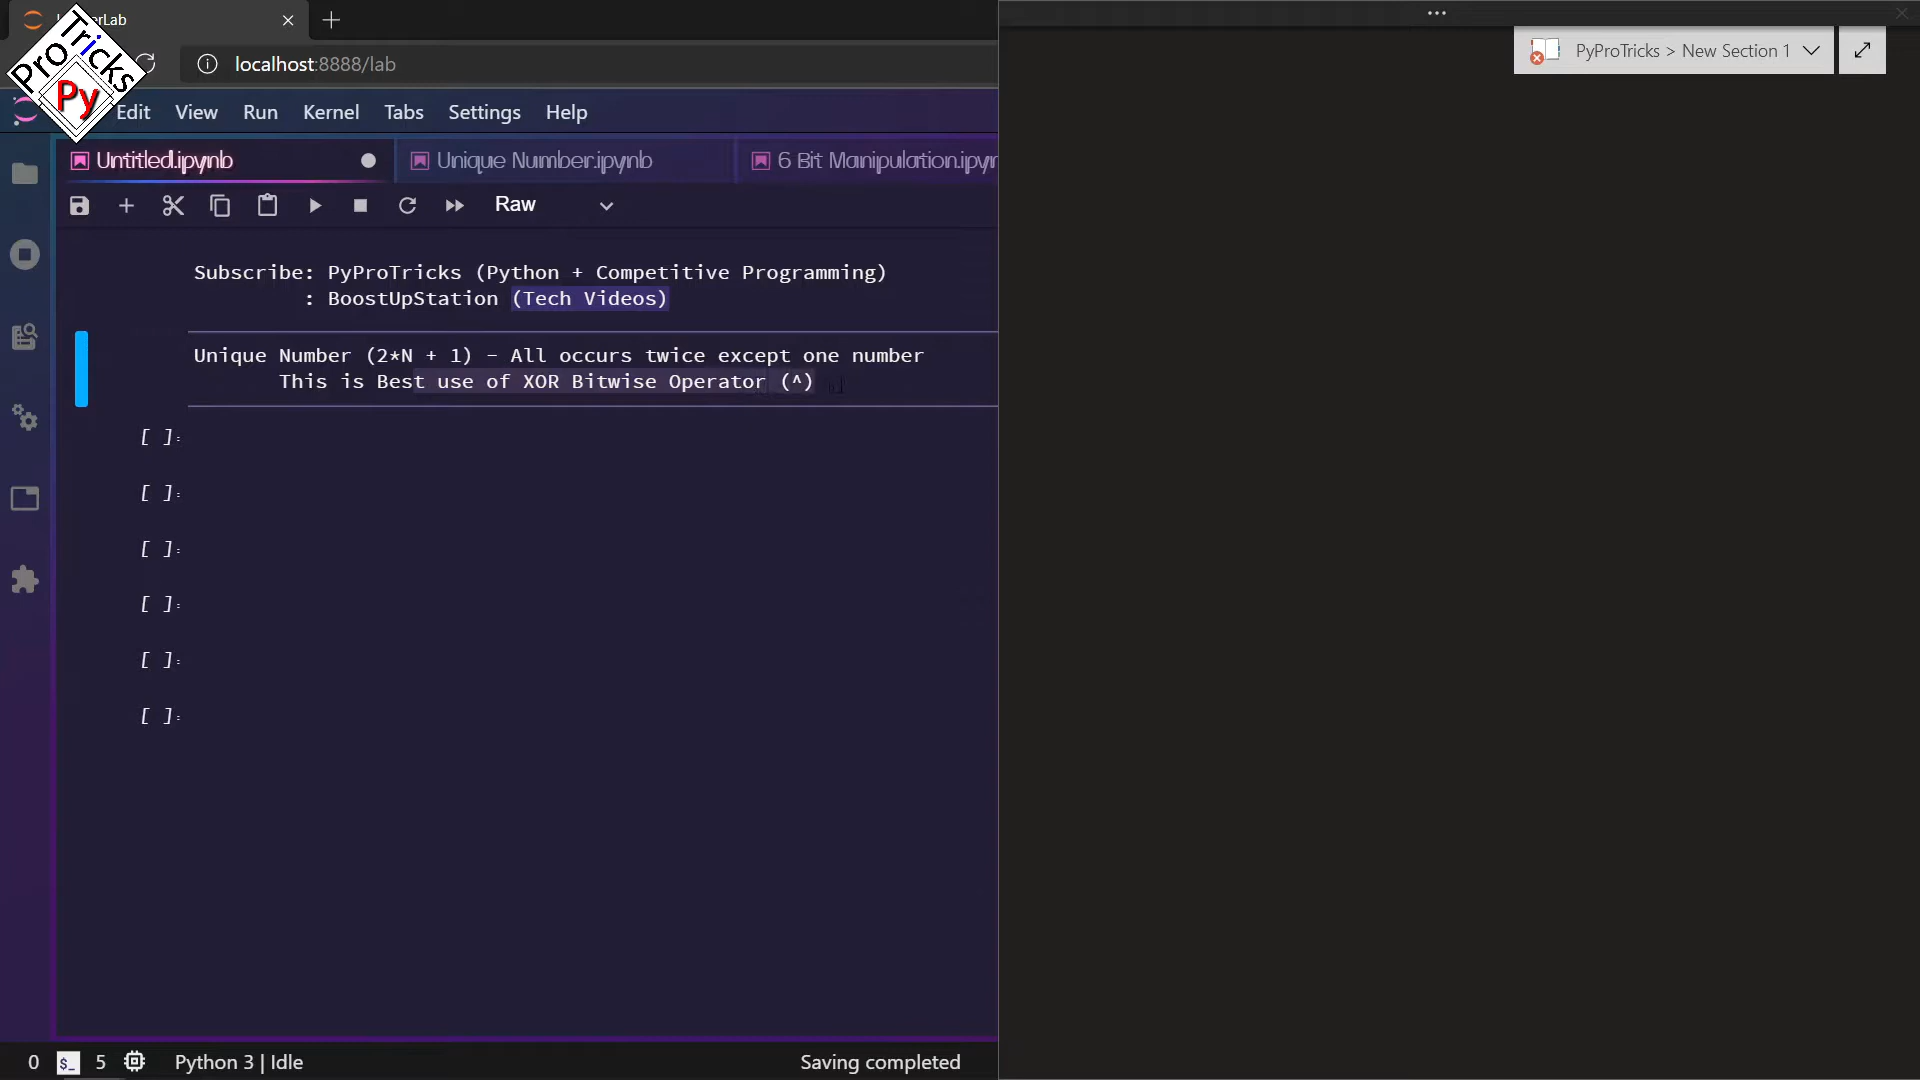 erLab
ProTricks
Py
localhost:8888/lab
PyProTricks > New Section 1
Edit View Run Kernel Tabs Settings Help
Untitled.ipynb
Unique Number.ipynb
6 Bit Manipulation.ipyn
Raw
Subscribe: PyProTricks (Python + Competitive Programming)
: BoostUpStation (Tech Videos)
Unique Number (2*N + 1) - All occurs twice except one number
This is Best use of XOR Bitwise Operator (^)
[ ]:
[ ]:
[ ]:
[ ]:
[ ]:
[ ]:
0 $_ 5 Python 3 | Idle Saving completed